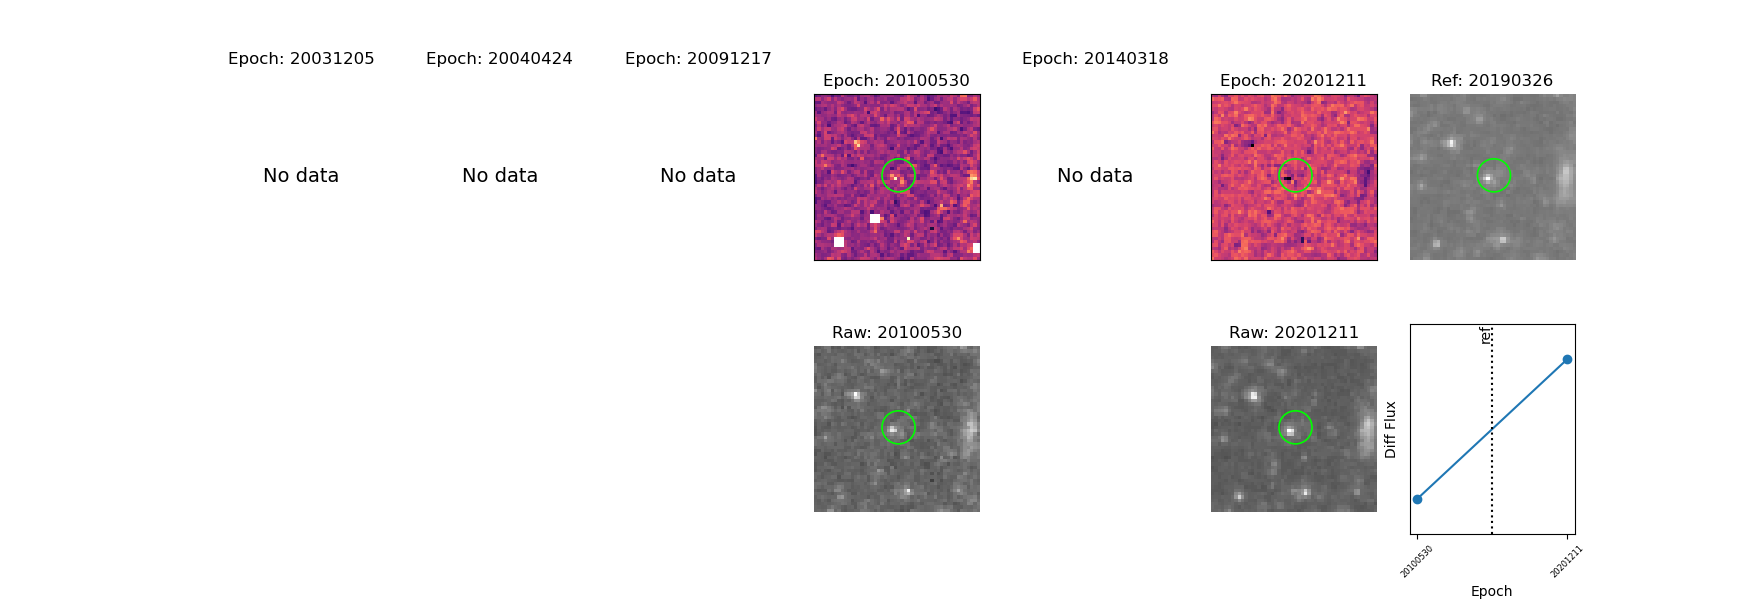 Epoch: 20031205
Epoch: 20040424
Epoch: 20091217
Epoch: 20100530
Epoch: 20140318
Epoch: 20201211
Ref: 20190326
No data
No data
No data
No data
Raw: 20100530
Raw: 20201211
ref
Diff Flux
20100530
20201211
Epoch